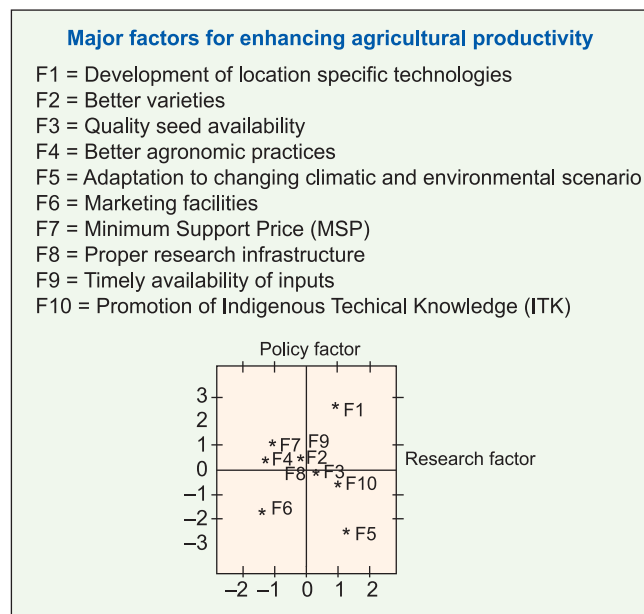 Major factors for enhancing agricultural productivity
F1 = Development of location specific technologies
F2 = Better varieties
F3 = Quality seed availability
F4 = Better agronomic practices
F5 = Adaptation to changing climatic and environmental scenario
F6 = Marketing facilities
F7 = Minimum Support Price (MSP)
F8 = Proper research infrastructure
F9 = Timely availability of inputs
F10 = Promotion of Indigenous Techical Knowledge (ITK)
Policy factor
3
* F1
2
1
* F7
F9
* F4
* F2
Research factor
0
F8
* F3
* F10
–1
* F6
–2
* F5
–3
–2 –1 0 1 2